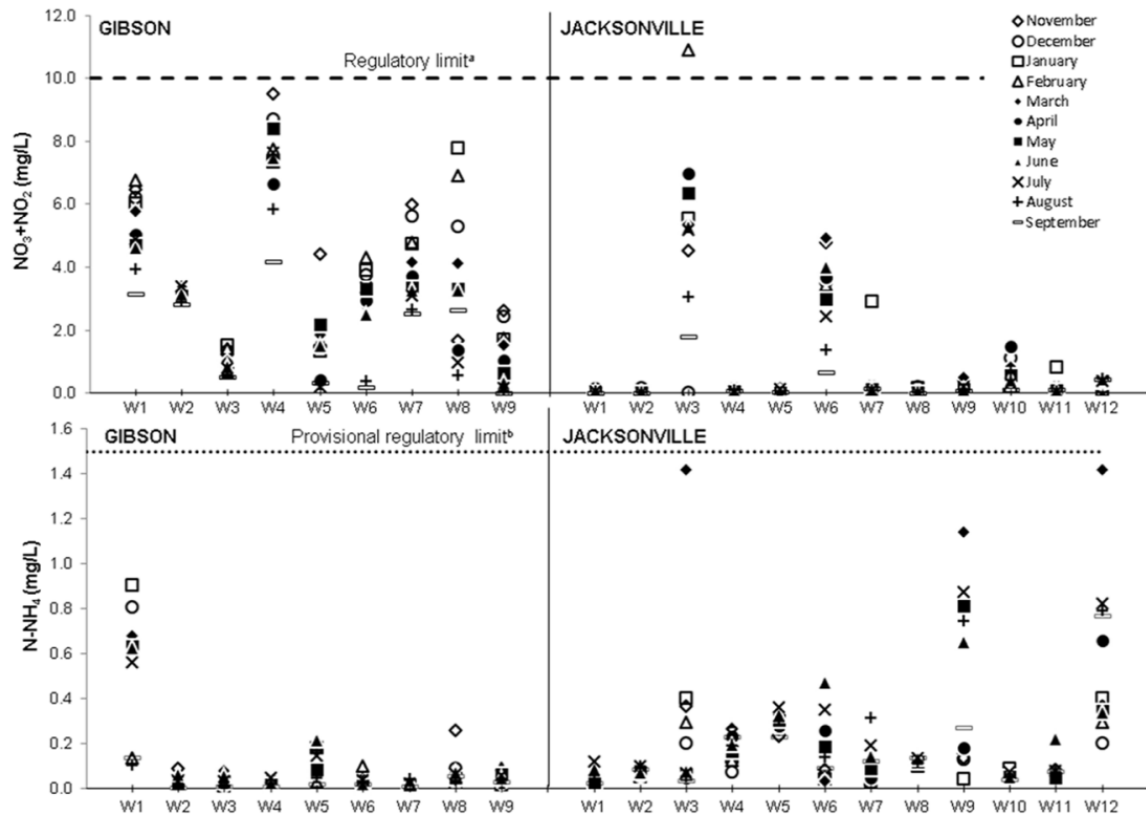 GIBSON
JACKSONVILLE
Regulatory limitᵃ
NO₃+NO₂ (mg/L)
12.0
10.0
8.0
6.0
4.0
2.0
0.0
November
December
January
February
March
April
May
June
July
August
September
W1 W2 W3 W4 W5 W6 W7 W8 W9 W1 W2 W3 W4 W5 W6 W7 W8 W9 W10 W11 W12
GIBSON
Provisional regulatory limitᵇ
JACKSONVILLE
N-NH₄ (mg/L)
1.6
1.4
1.2
1.0
0.8
0.6
0.4
0.2
0.0
W1 W2 W3 W4 W5 W6 W7 W8 W9 W1 W2 W3 W4 W5 W6 W7 W8 W9 W10 W11 W12